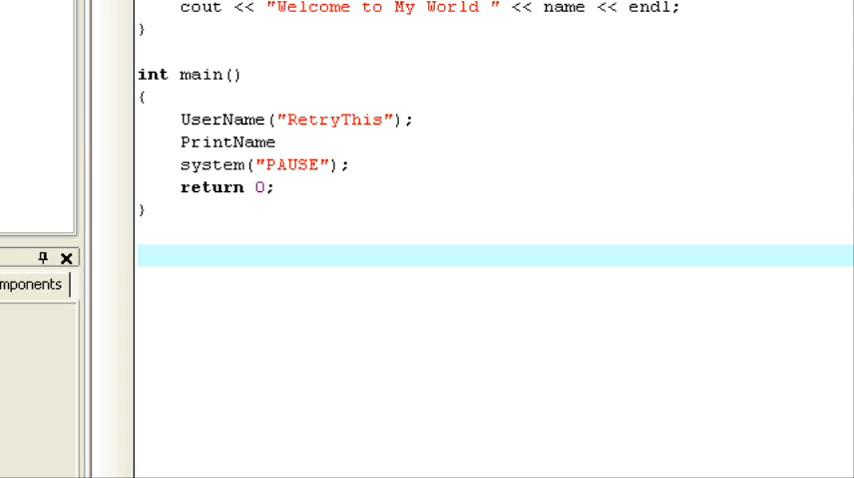 cout << "Welcome to My World " << name << endl;
}
int main()
{
UserName("RetryThis");
PrintName
system("PAUSE");
return 0;
}
mponents